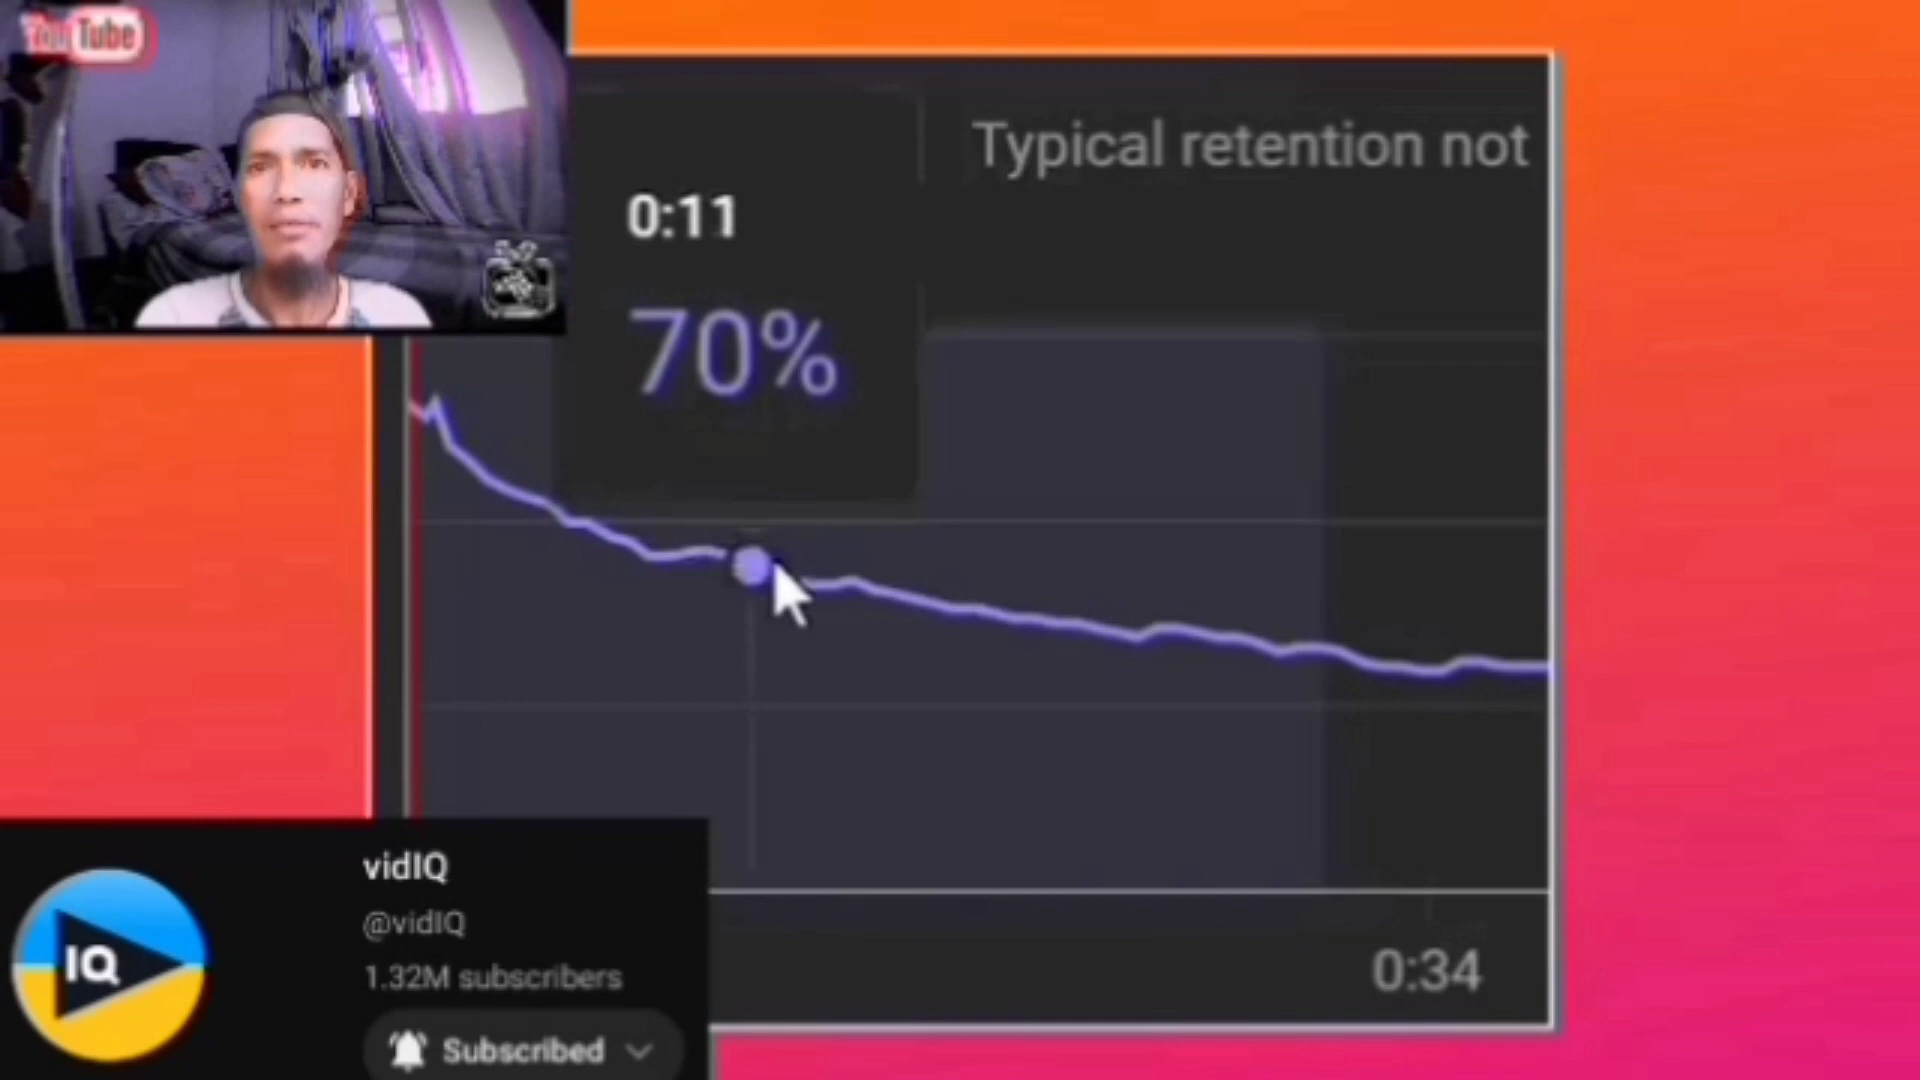 YouTube
Typical retention not
0:11
70%
vidIQ
@vidIQ
1.32M subscribers
IQ
Subscribed
0:34